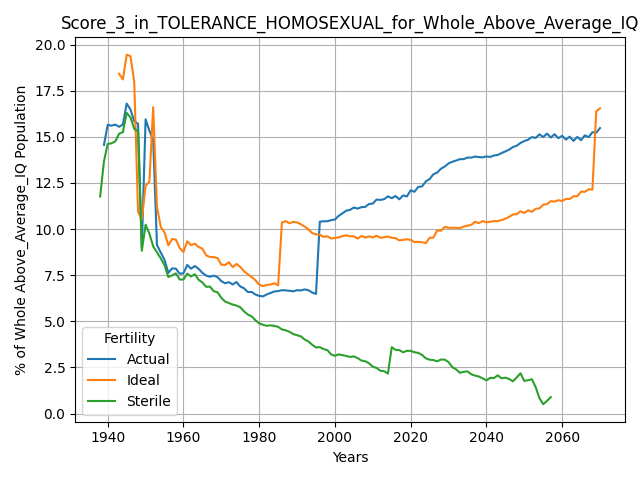 Score_3_in_TOLERANCE_HOMOSEXUAL_for_Whole_Above_Average_IQ
% of Whole Above_Average_IQ Population
20.0
17.5
15.0
12.5
10.0
7.5
5.0
2.5
0.0
Fertility
Actual
Ideal
Sterile
1940 1960 1980 2000 2020 2040 2060
Years